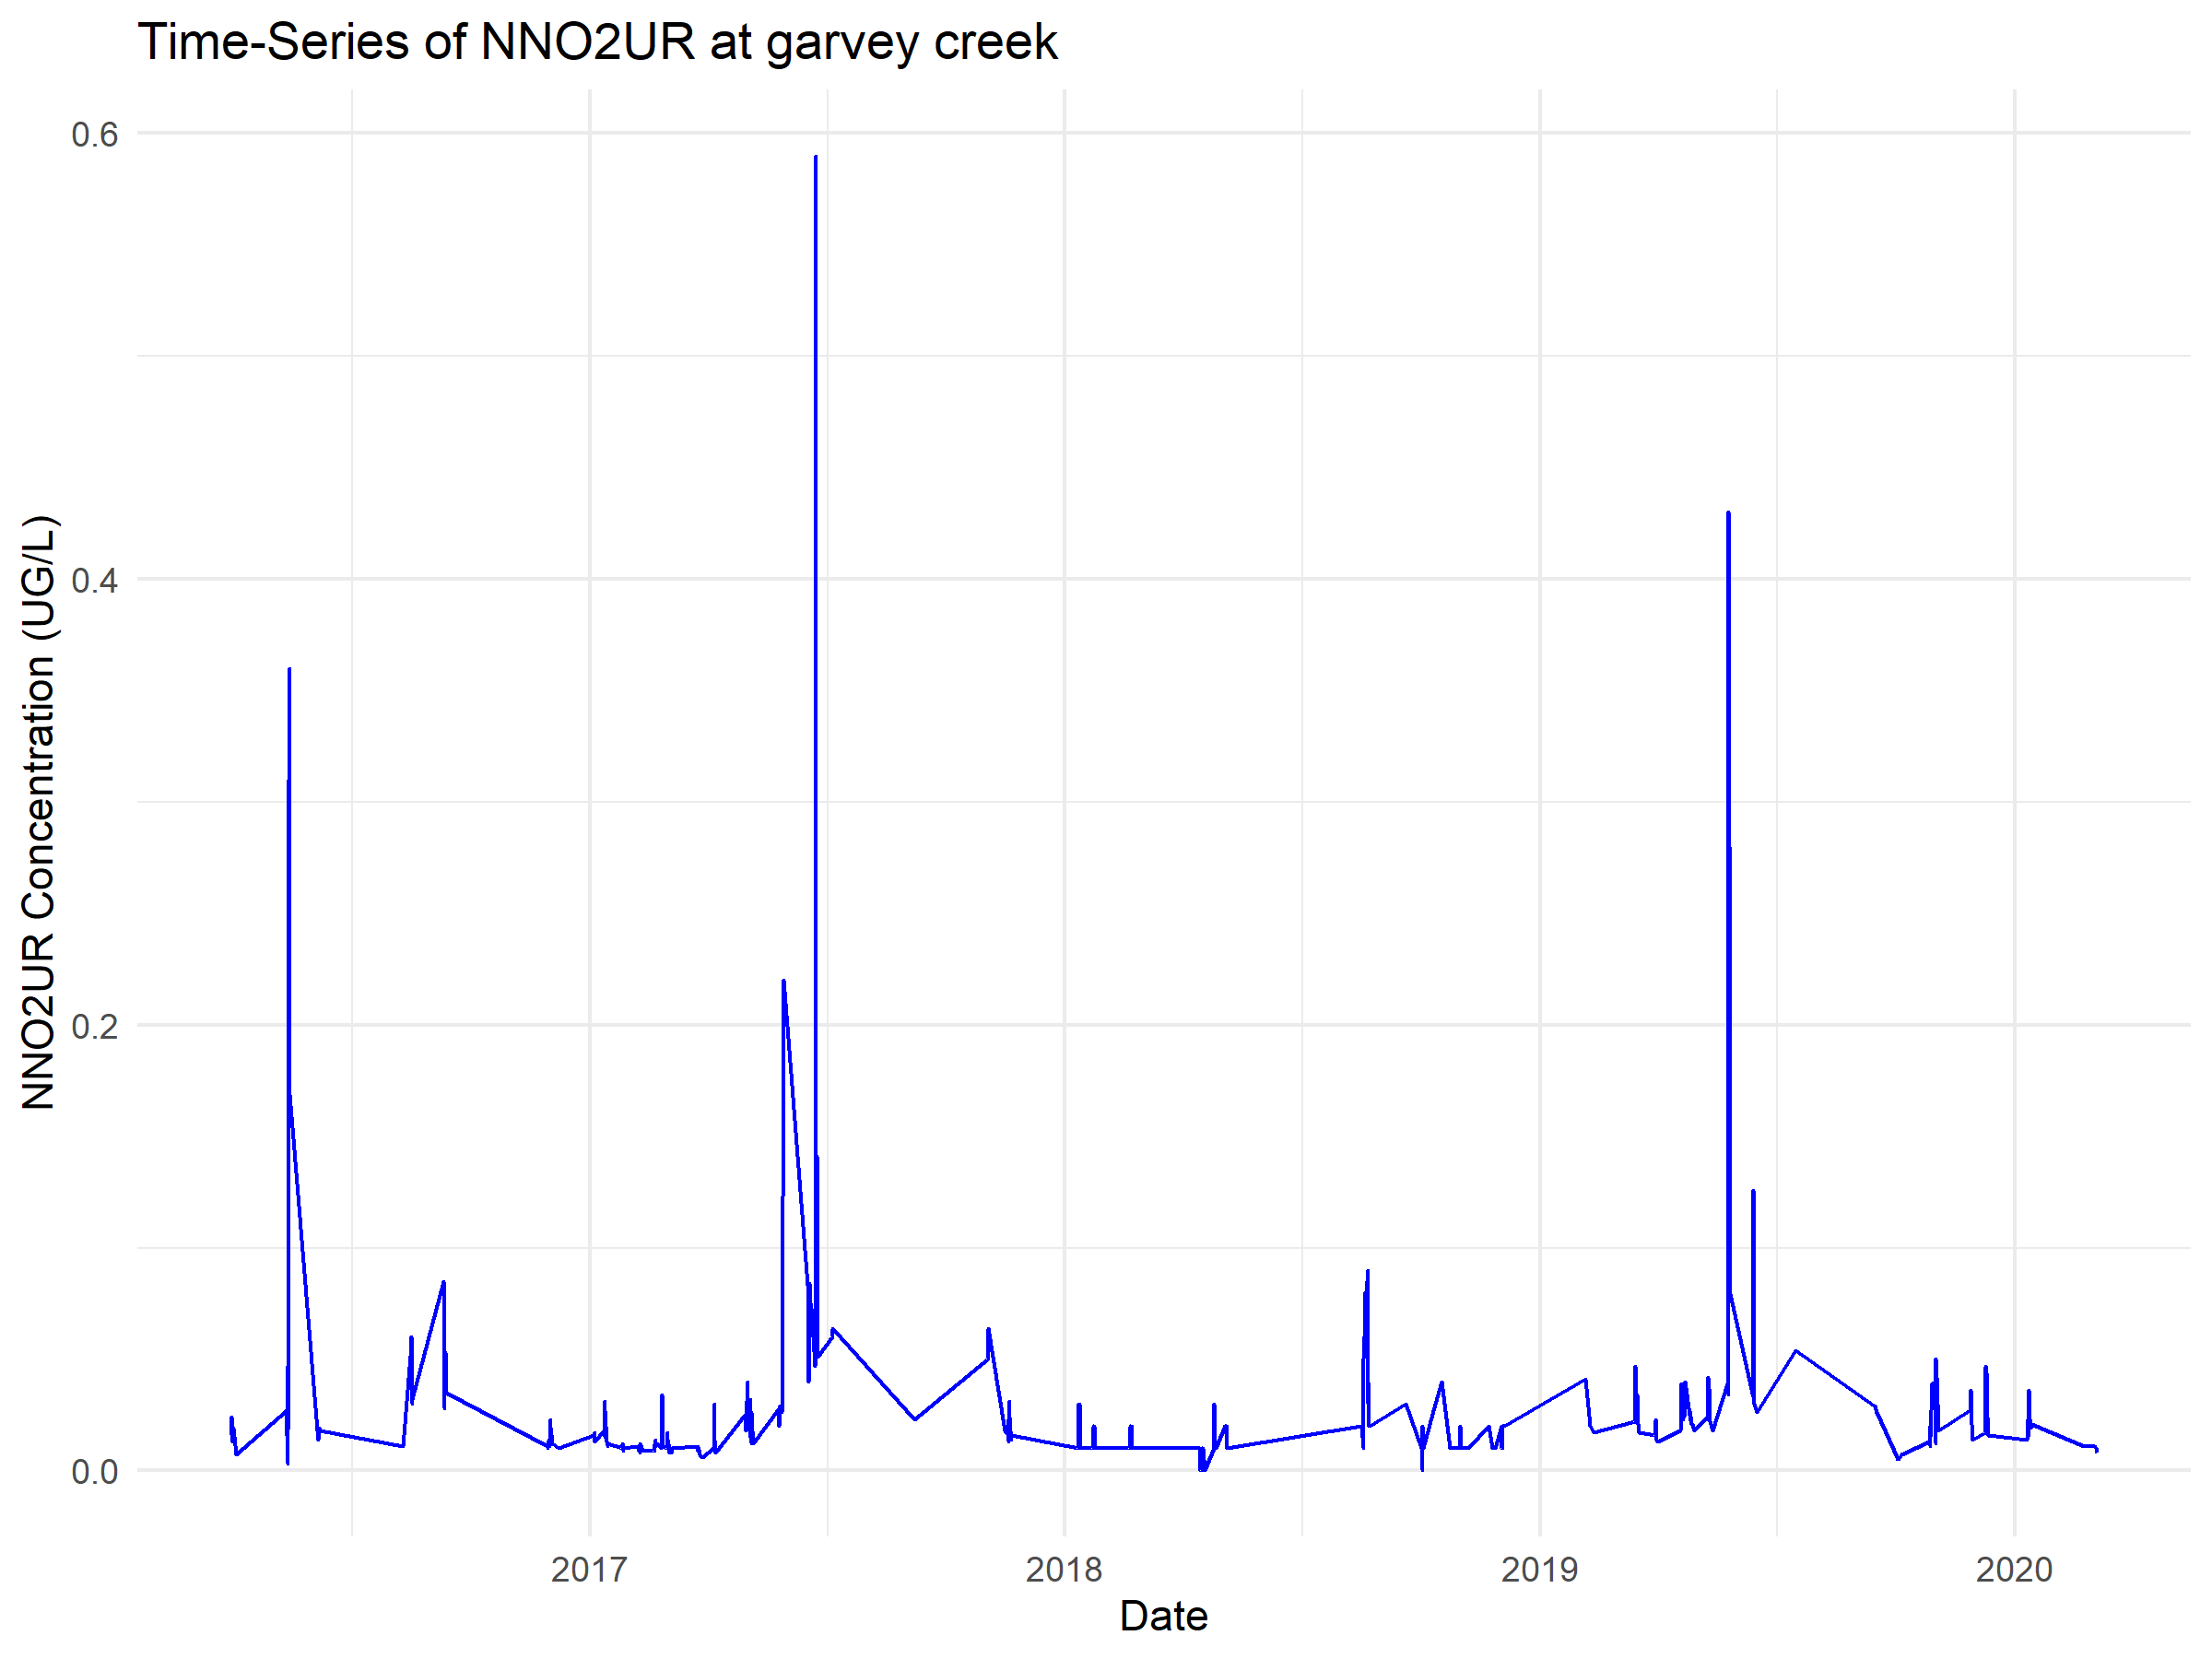 Time-Series of NNO2UR at garvey creek
NNO2UR Concentration (UG/L)
0.6
0.4
0.2
0.0
2017 2018 2019 2020
Date